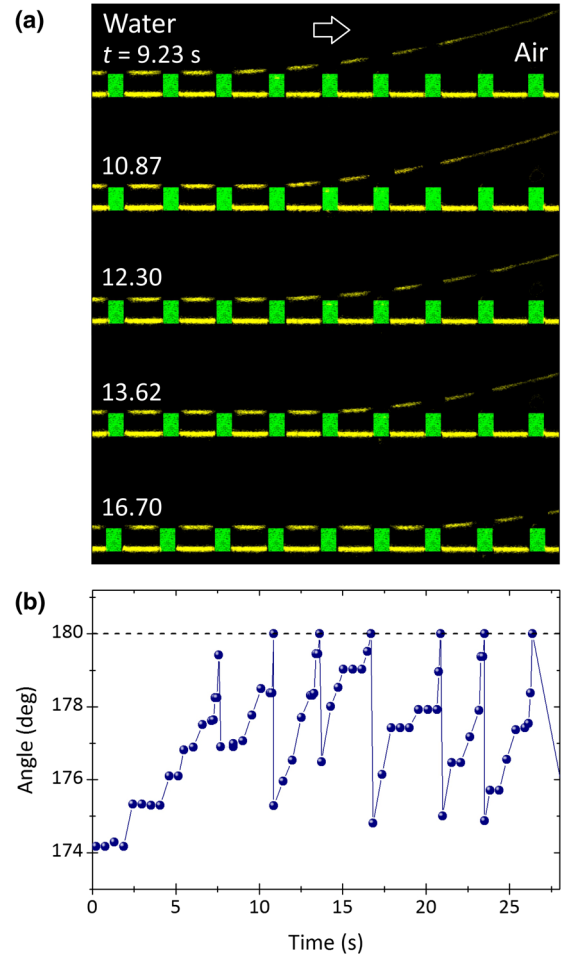 (a)
Water
t = 9.23 s
Air
10.87
12.30
13.62
16.70
(b)
180
178
176
174
Angle (deg)
0 5 10 15 20 25
Time (s)